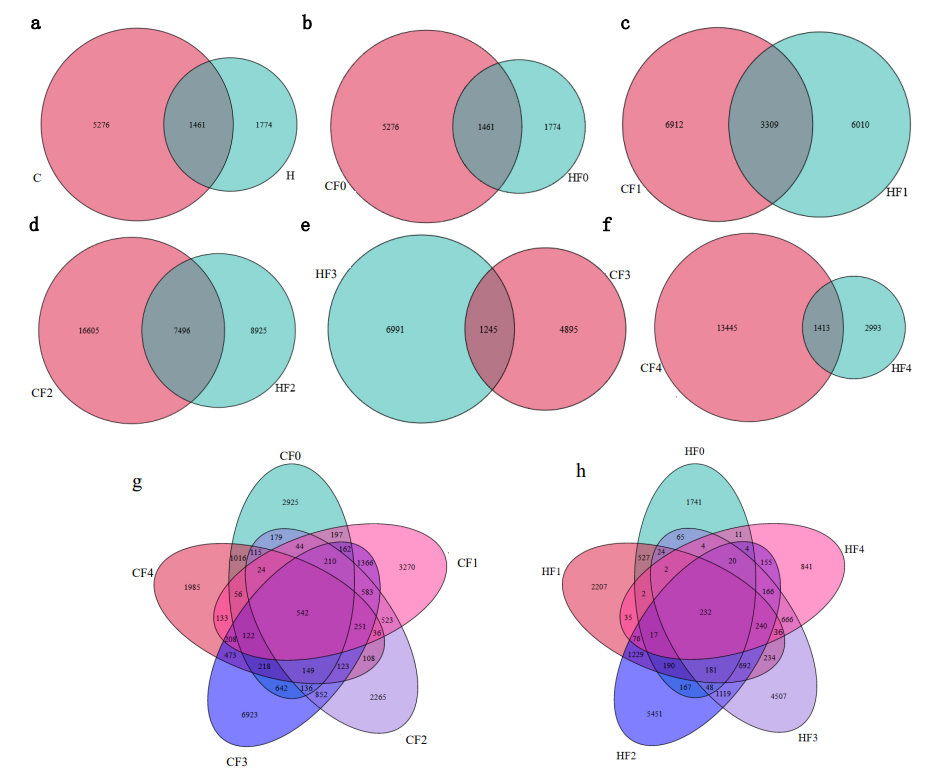 a
5276
1461
1774
C
H
b
5276
1461
1774
CF0
HF0
c
6912
3309
6010
CF1
HF1
d
16605
7496
8925
CF2
HF2
e
HF3
CF3
6991
1245
4895
f
13445
1413
2993
CF4
HF4
g
CF0
2925
179
197
44
162
115
1016
210
1366
CF1
3270
24
CF4
1985
56
583
542
133
523
251
36
122
208
473
108
218
149
123
642
136
852
2265
6923
CF2
CF3
h
HF0
1741
65
11
4
4
HF4
24
527
20
155
841
2
HF1
2207
2
166
232
35
666
240
36
17
76
1229
234
190
181
692
167
48
1119
4507
5451
HF3
HF2